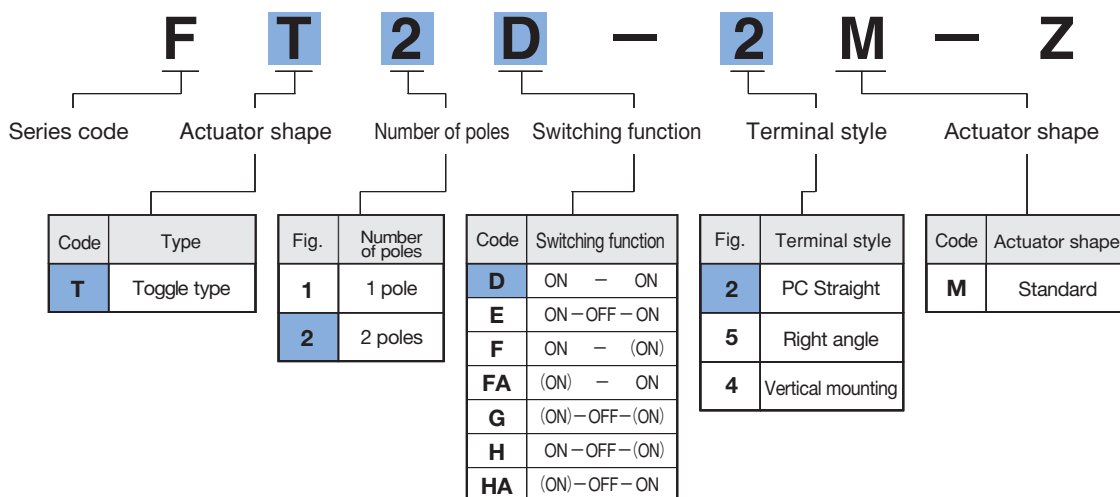 F T 2 D – 2 M – Z
Series code Actuator shape Number of poles Switching function Terminal style Actuator shape
Code Type
T Toggle type
Fig. Number of poles
1 1 pole
2 2 poles
Code Switching function
D ON – ON
E ON–OFF–ON
F ON – (ON)
FA (ON) – ON
G (ON)–OFF–(ON)
H ON–OFF–(ON)
HA (ON)–OFF–ON
Fig. Terminal style
2 PC Straight
5 Right angle
4 Vertical mounting
Code Actuator shape
M Standard